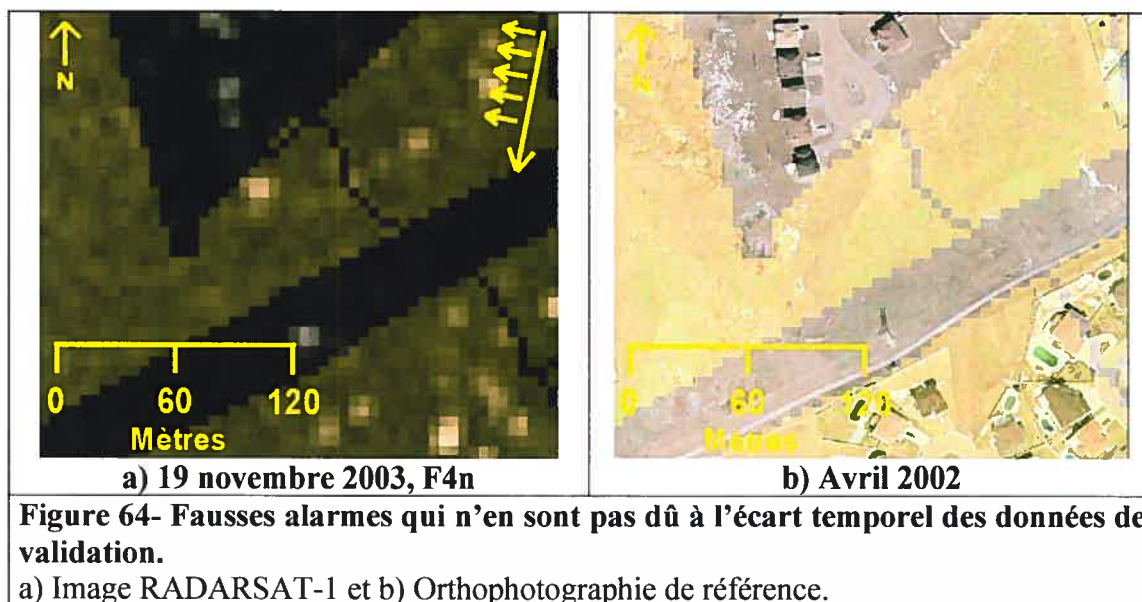 N
0 60 120
Mètres
N
0 60 120
Mètres
a) 19 novembre 2003, F4n
b) Avril 2002
Figure 64- Fausses alarmes qui n'en sont pas dû à l'écart temporel des données de
validation.
a) Image RADARSAT-1 et b) Orthophotographie de référence.